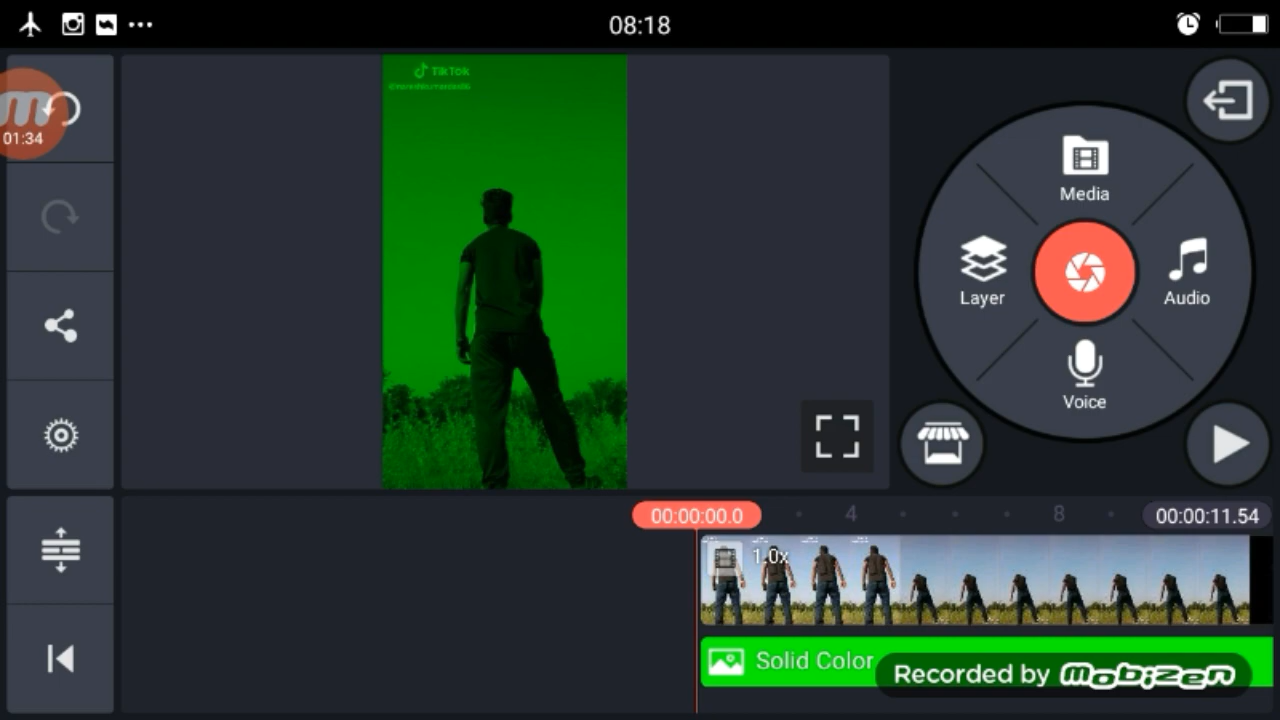 08:18
01:34
TikTok
Media
Layer
Audio
Voice
00:00:00.0
4
8
00:00:11.54
1.0x
Solid Color
Recorded by mobizen